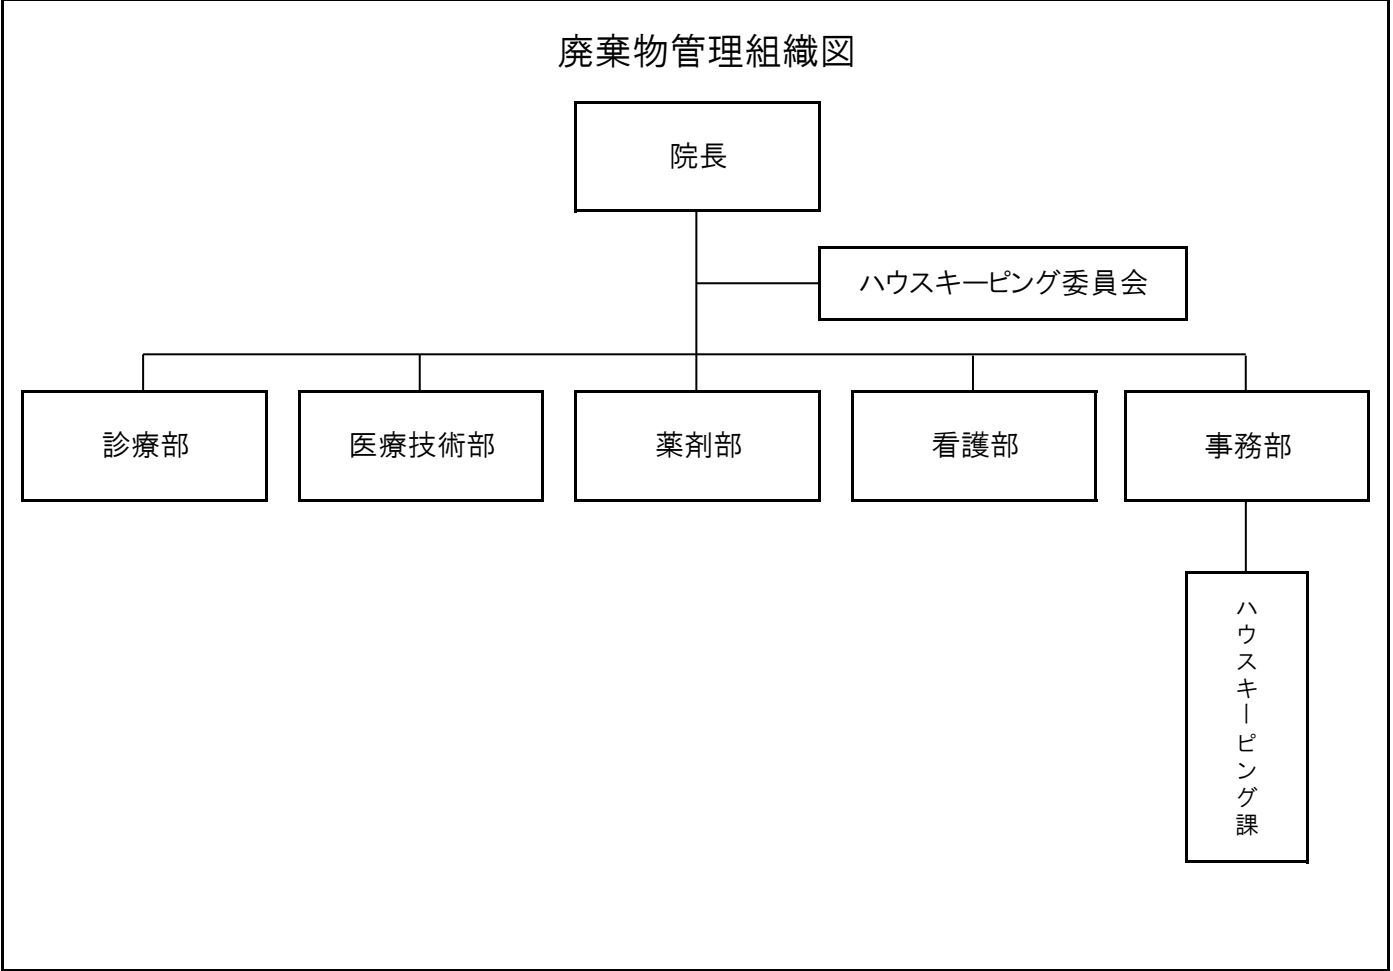 廃棄物管理組織図
院長
ハウスキーピング委員会
診療部
医療技術部
薬剤部
看護部
事務部
ハウスキーピング課